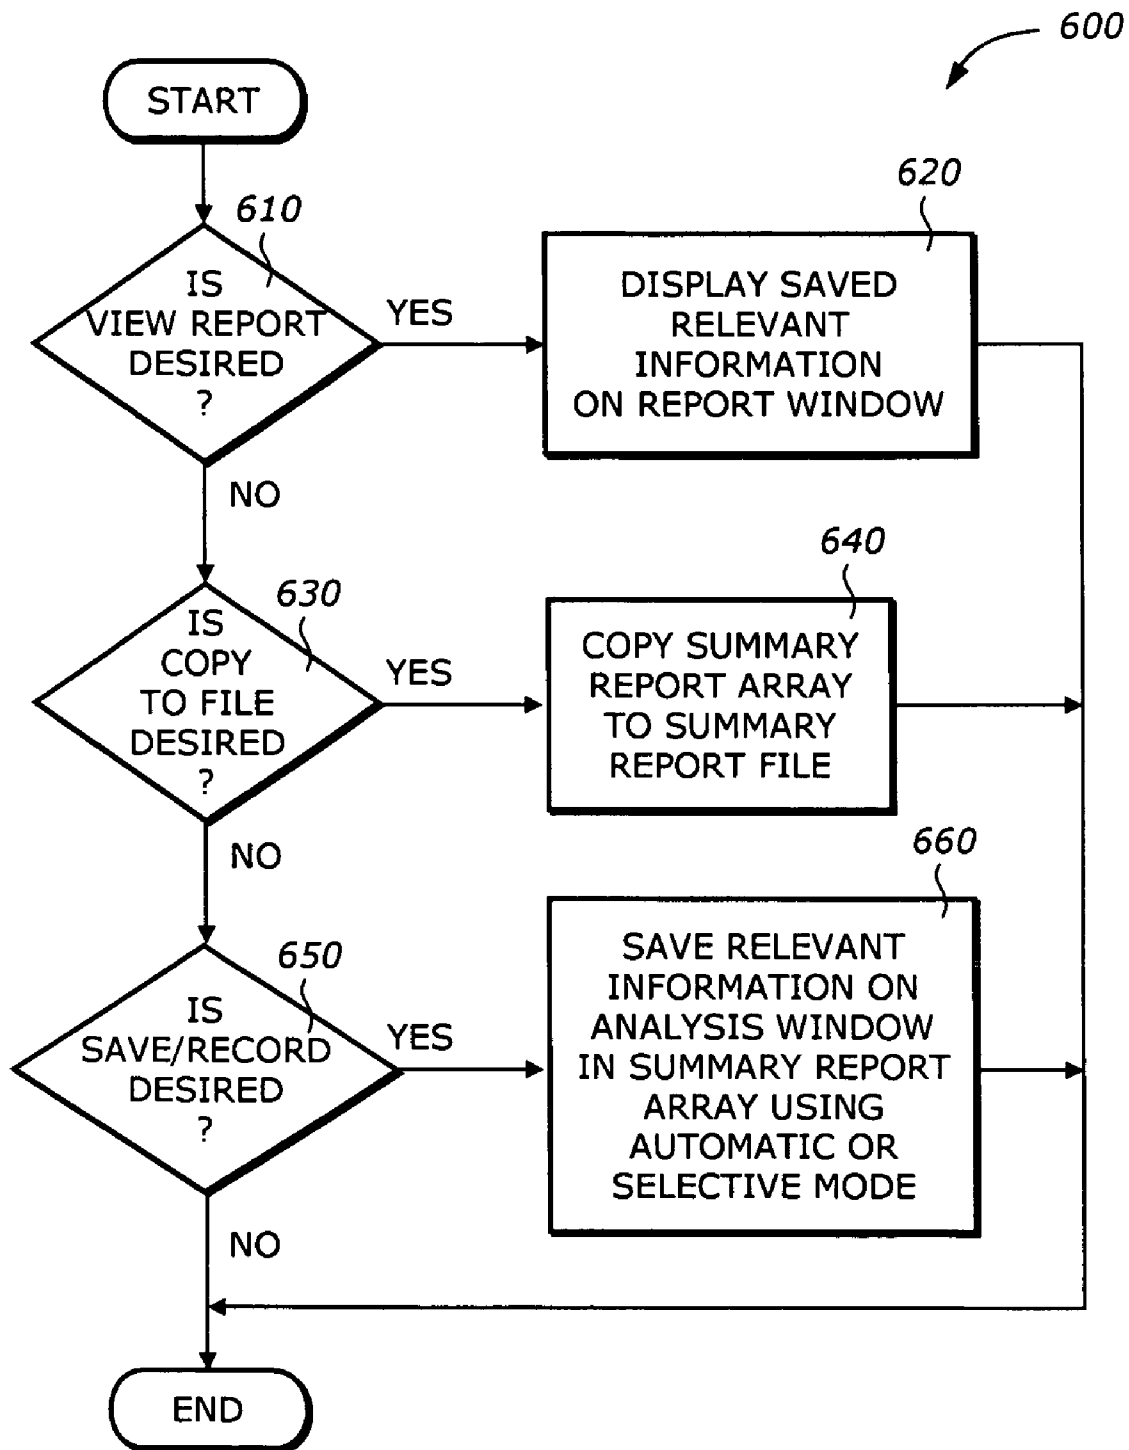 600
START
610
IS
VIEW REPORT
DESIRED
?
YES
620
DISPLAY SAVED
RELEVANT
INFORMATION
ON REPORT WINDOW
NO
630
IS
COPY
TO FILE
DESIRED
?
YES
640
COPY SUMMARY
REPORT ARRAY
TO SUMMARY
REPORT FILE
NO
650
IS
SAVE/RECORD
DESIRED
?
YES
660
SAVE RELEVANT
INFORMATION ON
ANALYSIS WINDOW
IN SUMMARY REPORT
ARRAY USING
AUTOMATIC OR
SELECTIVE MODE
NO
END